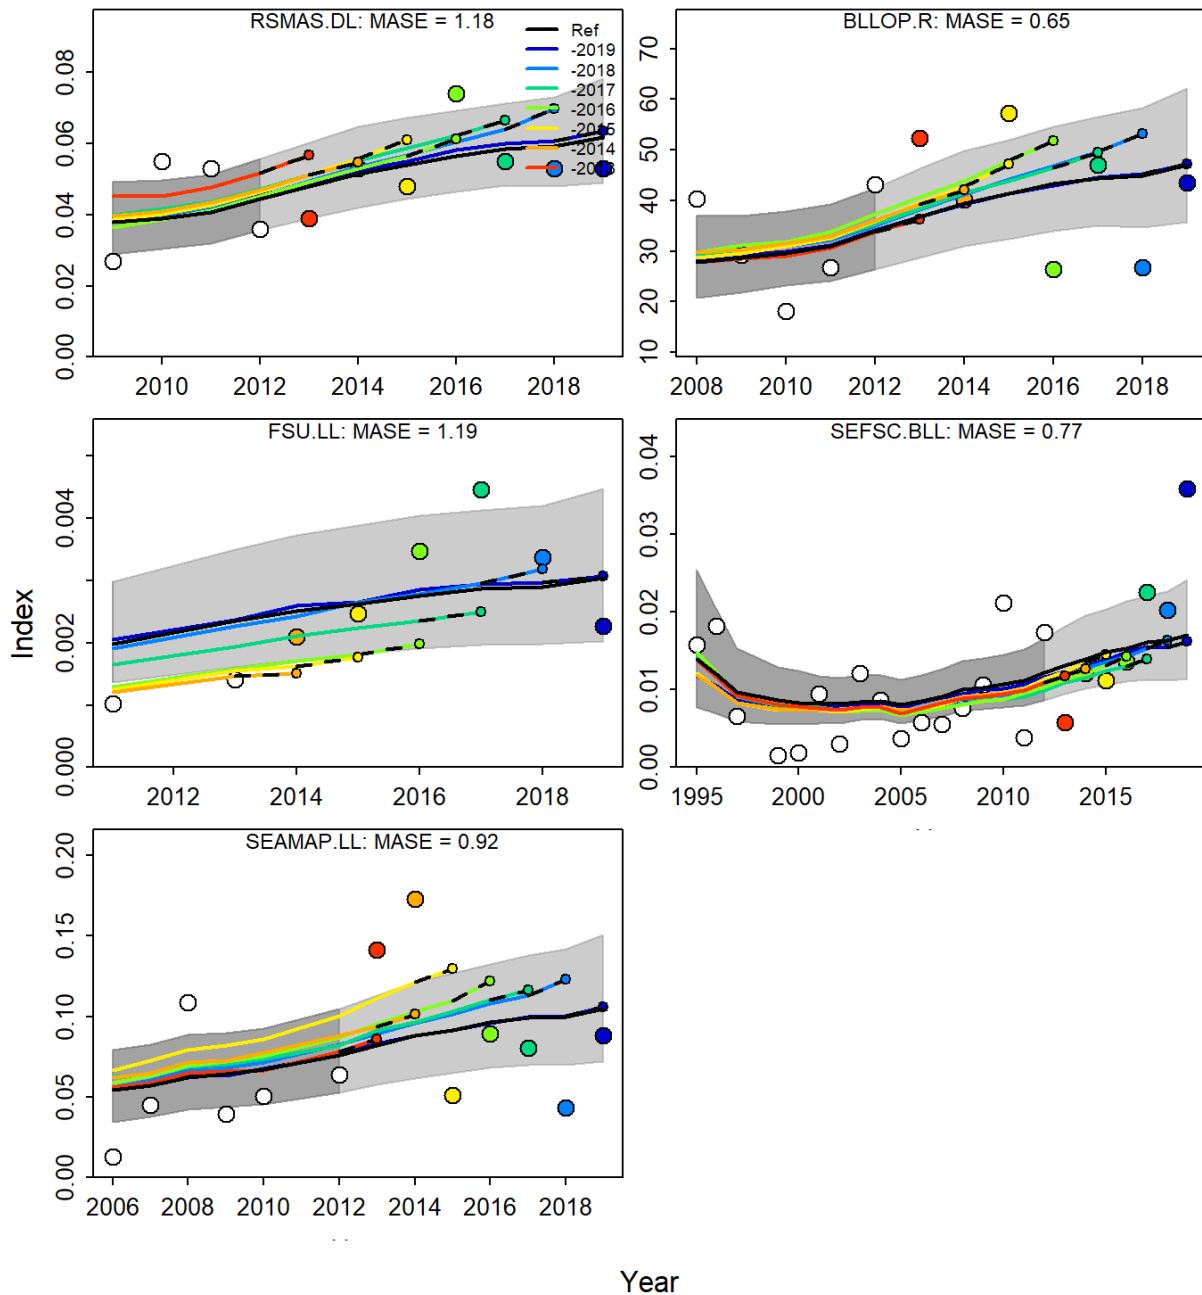 RSMAS.DL: MASE = 1.18
Ref
-2019
-2018
-2017
-2016
-2014
0.00 0.02 0.04 0.06 0.08
2010 2012 2014 2016 2018
BLLOP.R: MASE = 0.65
10 20 30 40 50 60 70
2008 2010 2012 2014 2016 2018
FSU.LL: MASE = 1.19
0.000 0.002 0.004
2012 2014 2016 2018
SEFSC.BLL: MASE = 0.77
0.00 0.01 0.02 0.03 0.04
1995 2000 2005 2010 2015
Index
SEAMAP.LL: MASE = 0.92
0.00 0.05 0.10 0.15 0.20
2006 2008 2010 2012 2014 2016 2018
Year